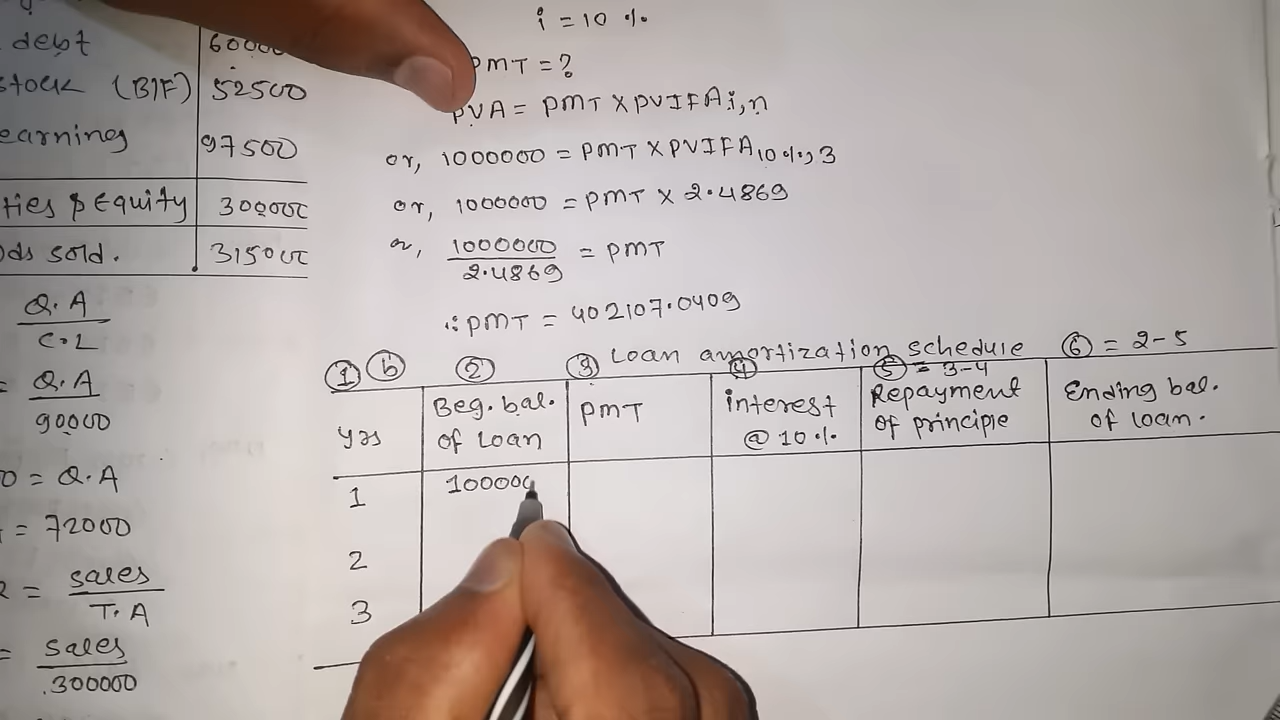 debt 60000
stock (BIF) 52500
earning 97500
ties & Equity 300000
ods sold. 315000
Q.A
C.L
= Q.A
90000
0 = Q.A
= 72000
= sales
T.A
= sales
.300000
i = 10 %
PMT = ?
PVA = PMT X PVIFA i,n
or, 1000000 = PMT X PVIFA 10%, 3
or, 1000000 = PMT X 2.4869
or, 1000000 = PMT
2.4869
∴ PMT = 402107.0409
Loan amortization schedule
① ⓑ ② ③ ④ ⑤ = 3-4 ⑥ = 2-5
yrs
Beg. bal.
of Loan
PMT
interest
@ 10 %.
Repayment
of principle
Ending bal.
of loan.
1 100000
2
3